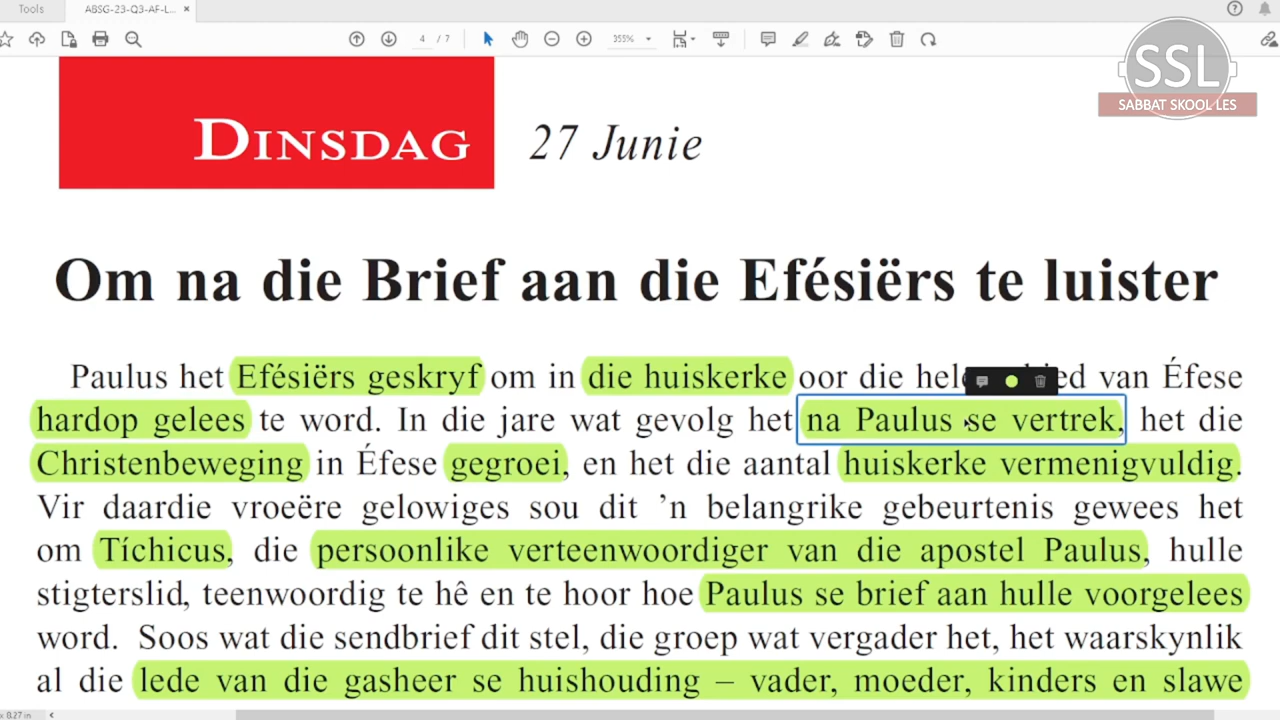 Tools
ABSG-23-Q3-AF-L...
4 / 7
353%
SSL
SABBAT SKOOL LES
DINSDAG
27 Junie
Om na die Brief aan die Efésiërs te luister
Paulus het Efésiërs geskryf om in die huiskerke oor die van Éfese
hardop gelees te word. In die jare wat gevolg het na Paulus se vertrek, het die
Christenbeweging in Éfese gegroei, en het die aantal huiskerke vermenigvuldig.
Vir daardie vroeëre gelowiges sou dit ’n belangrike gebeurtenis gewees het
om Tíchicus, die persoonlike verteenwoordiger van die apostel Paulus, hulle
stigterslid, teenwoordig te hê en te hoor hoe Paulus se brief aan hulle voorgelees
word. Soos wat die sendbrief dit stel, die groep wat vergader het, het waarskynlik
al die lede van die gasheer se huishouding – vader, moeder, kinders en slawe
x 8.27 in